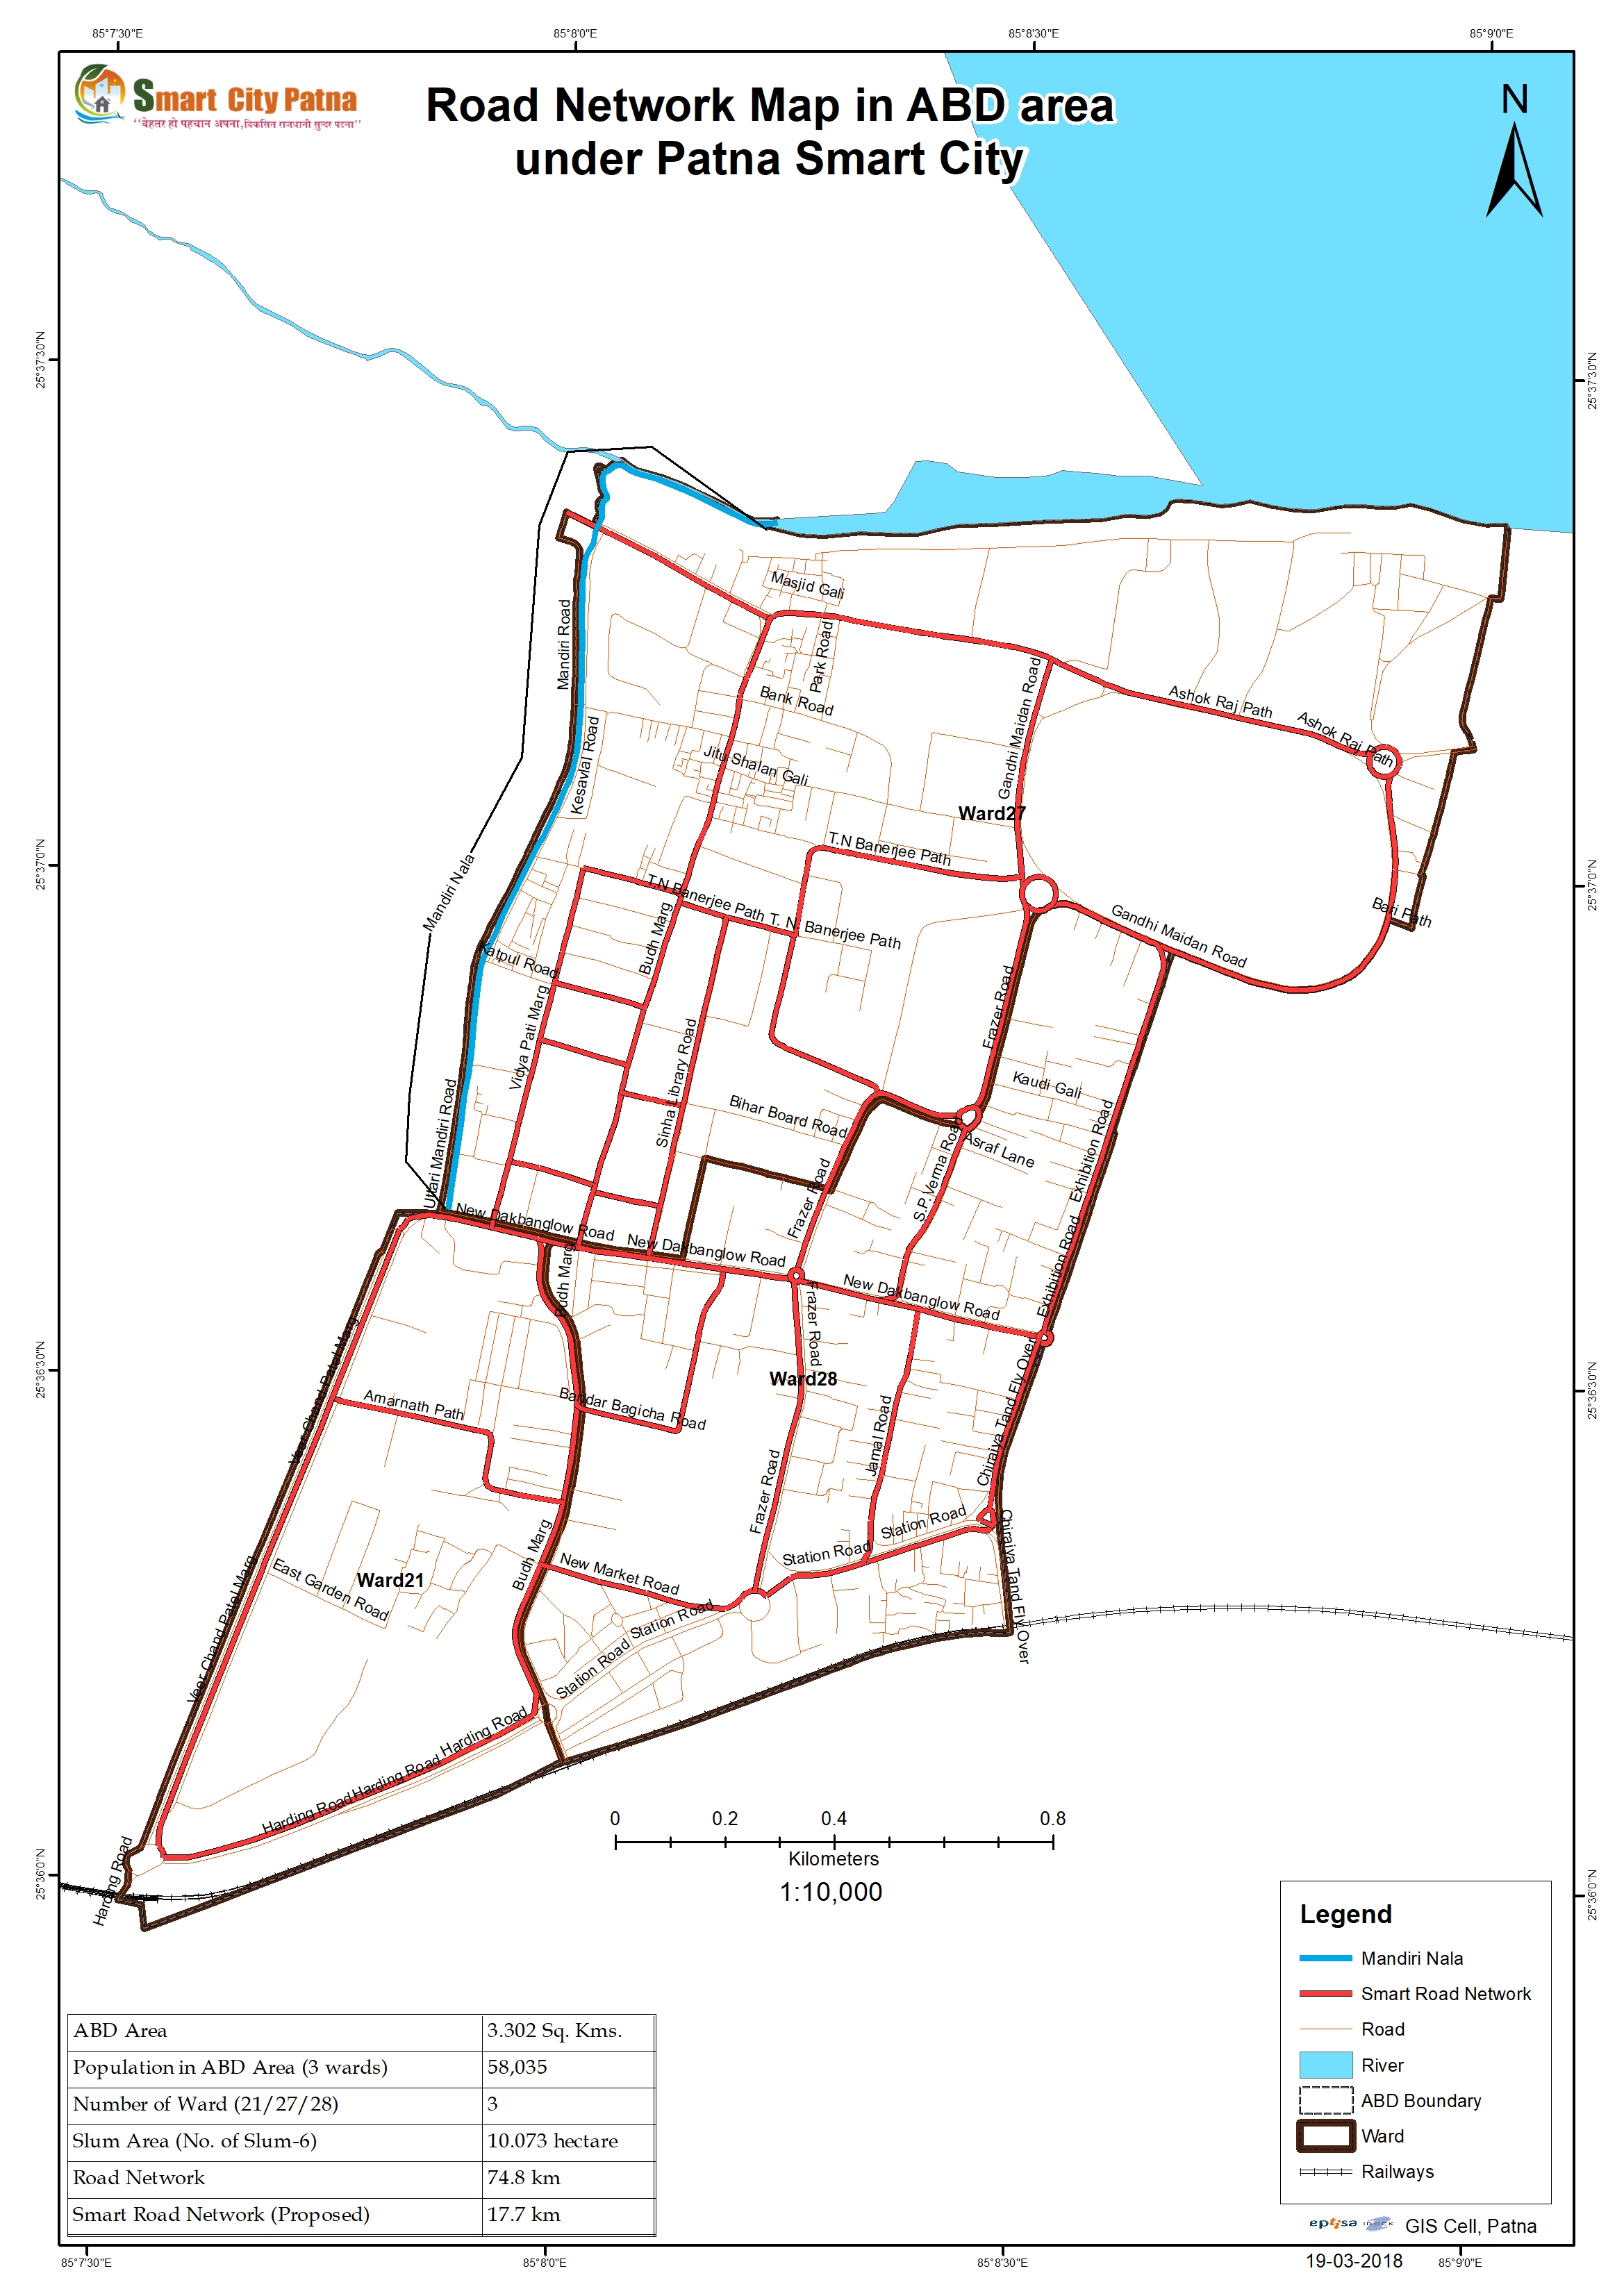 85°7'30"E
85°8'0"E
85°8'30"E
85°9'0"E
Smart City Patna
‘‘बेहतर हो पहचान अपना,विकसित राजधानी सुन्दर पटना’’
Road Network Map in ABD area
under Patna Smart City
N
25°37'30"N
25°37'30"N
Masjid Gali
Mandiri Road
Park Road
Bank Road
Gandhi Maidan Road
Ashok Raj Path
Ashok Raj Path
Kesavlal Road
Jitu Shalan Gali
Ward27
T.N Banerjee Path
25°37'0"N
25°37'0"N
Mandiri Nala
T.N Banerjee Path
T. N. Banerjee Path
Budh Marg
Bari Path
Gandhi Maidan Road
Katpul Road
Vidya Pati Marg
Frazer Road
Sinha Library Road
Kaudi Gali
Bihar Board Road
Uttari Mandiri Road
Asraf Lane
S.P.Verma Road
Exhibition Road
Frazer Road
New Dakbanglow Road
New Dakbanglow Road
Exhibition Road
Budh Marg
New Dakbanglow Road
Frazer Road
25°36'30"N
25°36'30"N
Veer Chand Patel Marg
Ward28
Amarnath Path
Bandar Bagicha Road
Chiraiya Tand Fly Over
Jamal Road
Frazer Road
Station Road
Station Road
Chiraiya Tand Fly Over
Budh Marg
New Market Road
East Garden Road
Ward21
Veer Chand Patel Marg
Station Road
Station Road
Harding Road
Harding Road
Harding Road
Harding Road
25°36'0"N
25°36'0"N
0 0.2 0.4 0.8
Kilometers
1:10,000
Legend
Mandiri Nala
Smart Road Network
Road
River
ABD Boundary
Ward
Railways
ABD Area 3.302 Sq. Kms.
Population in ABD Area (3 wards) 58,035
Number of Ward (21/27/28) 3
Slum Area (No. of Slum-6) 10.073 hectare
Road Network 74.8 km
Smart Road Network (Proposed) 17.7 km
eptisa GIS Cell, Patna
19-03-2018
85°7'30"E
85°8'0"E
85°8'30"E
85°9'0"E